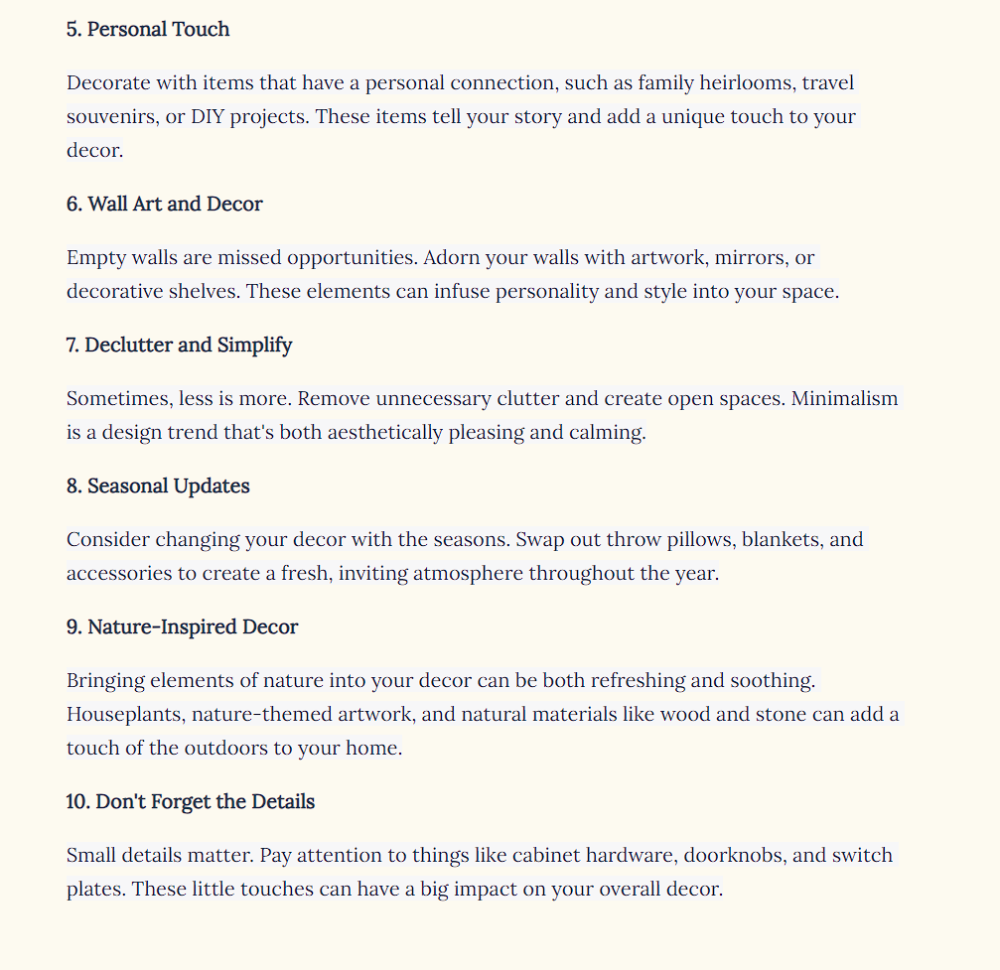 5. Personal Touch
Decorate with items that have a personal connection, such as family heirlooms, travel
souvenirs, or DIY projects. These items tell your story and add a unique touch to your
decor.
6. Wall Art and Decor
Empty walls are missed opportunities. Adorn your walls with artwork, mirrors, or
decorative shelves. These elements can infuse personality and style into your space.
7. Declutter and Simplify
Sometimes, less is more. Remove unnecessary clutter and create open spaces. Minimalism
is a design trend that's both aesthetically pleasing and calming.
8. Seasonal Updates
Consider changing your decor with the seasons. Swap out throw pillows, blankets, and
accessories to create a fresh, inviting atmosphere throughout the year.
9. Nature-Inspired Decor
Bringing elements of nature into your decor can be both refreshing and soothing.
Houseplants, nature-themed artwork, and natural materials like wood and stone can add a
touch of the outdoors to your home.
10. Don't Forget the Details
Small details matter. Pay attention to things like cabinet hardware, doorknobs, and switch
plates. These little touches can have a big impact on your overall decor.